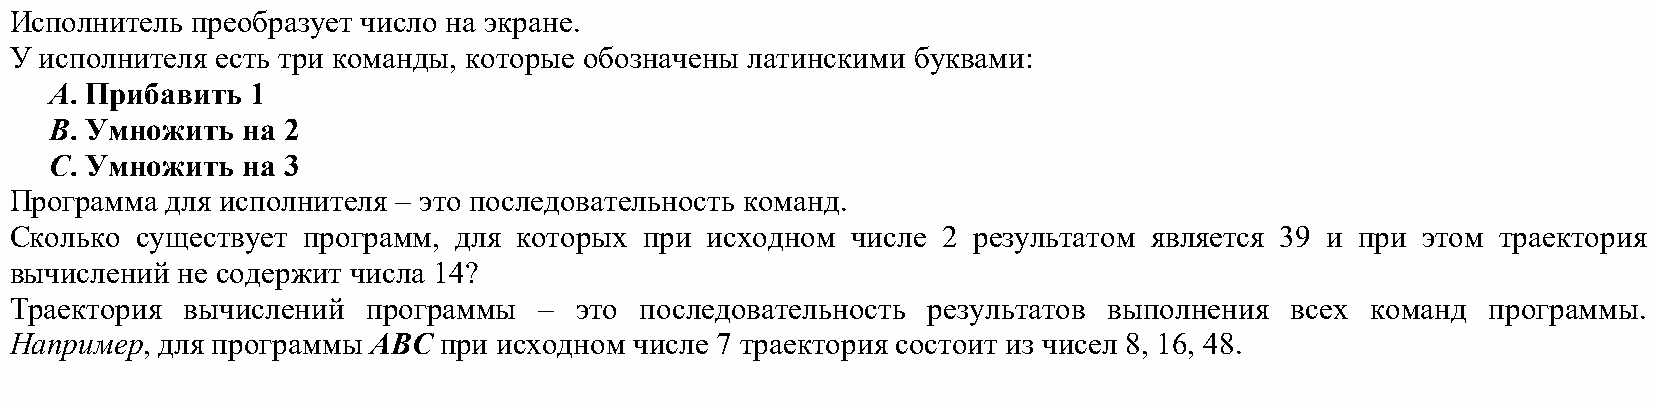 Исполнитель преобразует число на экране.
У исполнителя есть три команды, которые обозначены латинскими буквами:
A. Прибавить 1
B. Умножить на 2
C. Умножить на 3
Программа для исполнителя – это последовательность команд.
Сколько существует программ, для которых при исходном числе 2 результатом является 39 и при этом траектория
вычислений не содержит числа 14?
Траектория вычислений программы – это последовательность результатов выполнения всех команд программы.
Например, для программы ABC при исходном числе 7 траектория состоит из чисел 8, 16, 48.